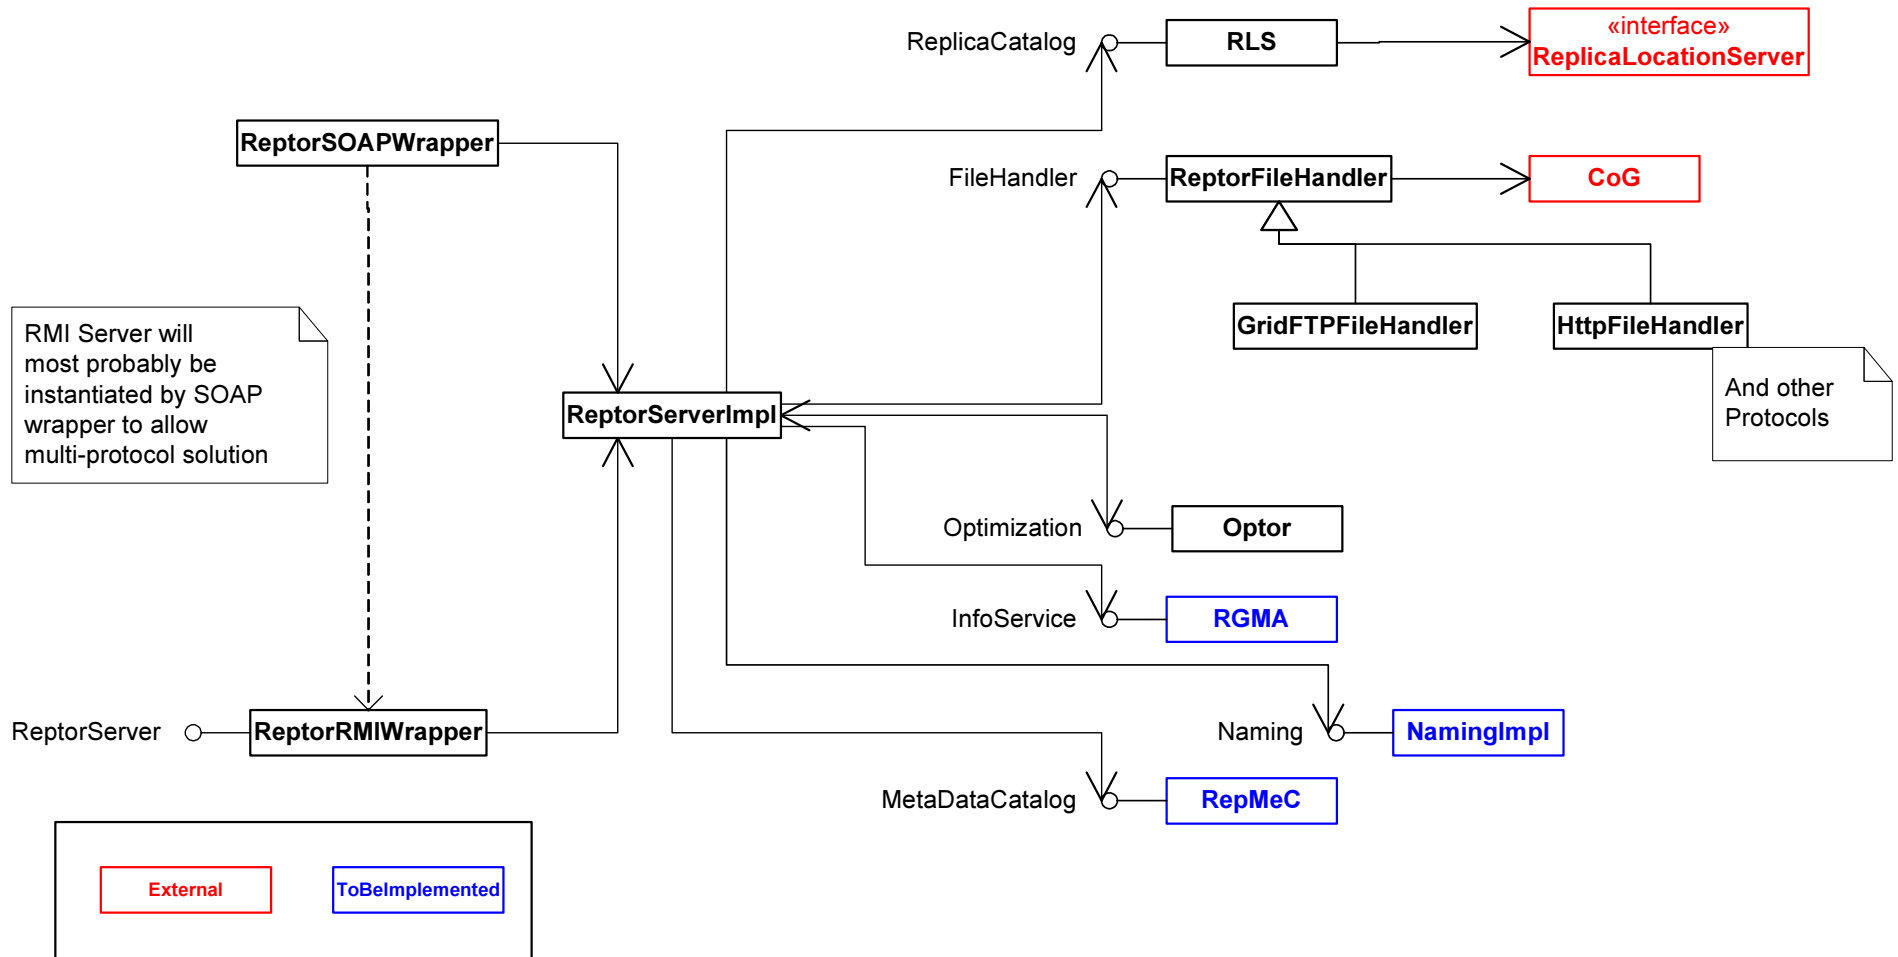 ReplicaCatalog
RLS
«interface»
ReplicaLocationServer
ReptorSOAPWrapper
FileHandler
ReptorFileHandler
CoG
GridFTPFileHandler
HttpFileHandler
RMI Server will
most probably be
instantiated by SOAP
wrapper to allow
multi-protocol solution
And other
Protocols
ReptorServerImpl
Optimization
Optor
InfoService
RGMA
ReptorServer
ReptorRMIWrapper
Naming
NamingImpl
MetaDataCatalog
RepMeC
External
ToBeImplemented